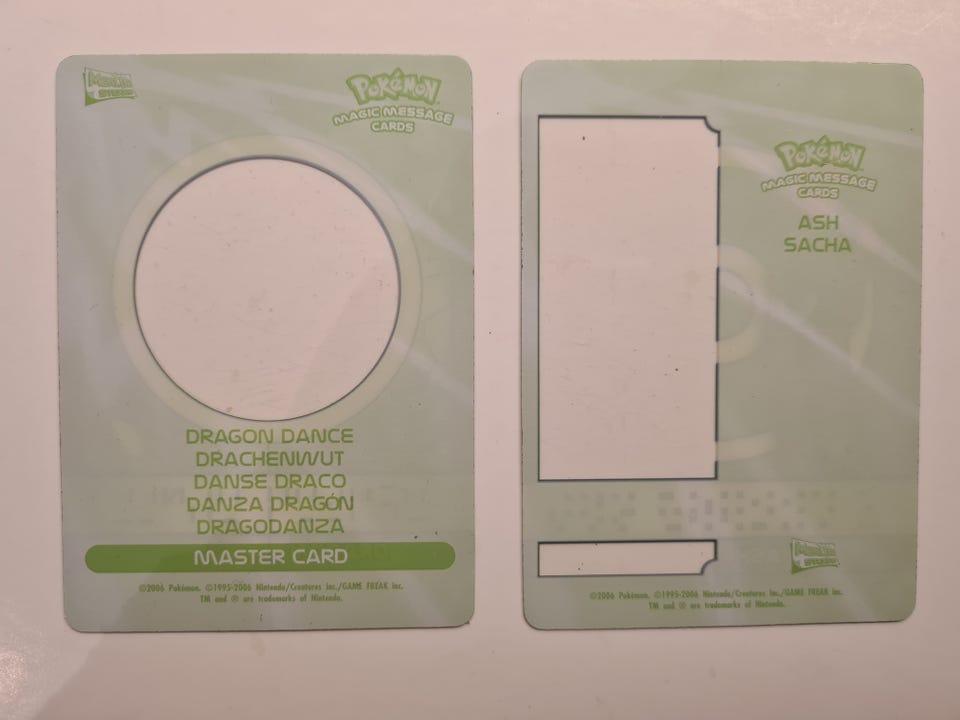 MERLIN
Pokémon
MAGIC MESSAGE
CARDS
DRAGON DANCE
DRACHENWUT
DANSE DRACO
DANZA DRAGÓN
DRAGODANZA
MASTER CARD
©2006 Pokémon. ©1995-2006 Nintendo/Creatures Inc./GAME FREAK inc.
TM and ® are trademarks of Nintendo.
Pokémon
MAGIC MESSAGE
CARDS
ASH
SACHA
MERLIN
©2006 Pokémon. ©1995-2006 Nintendo/Creatures Inc./GAME FREAK inc.
TM and ® are trademarks of Nintendo.